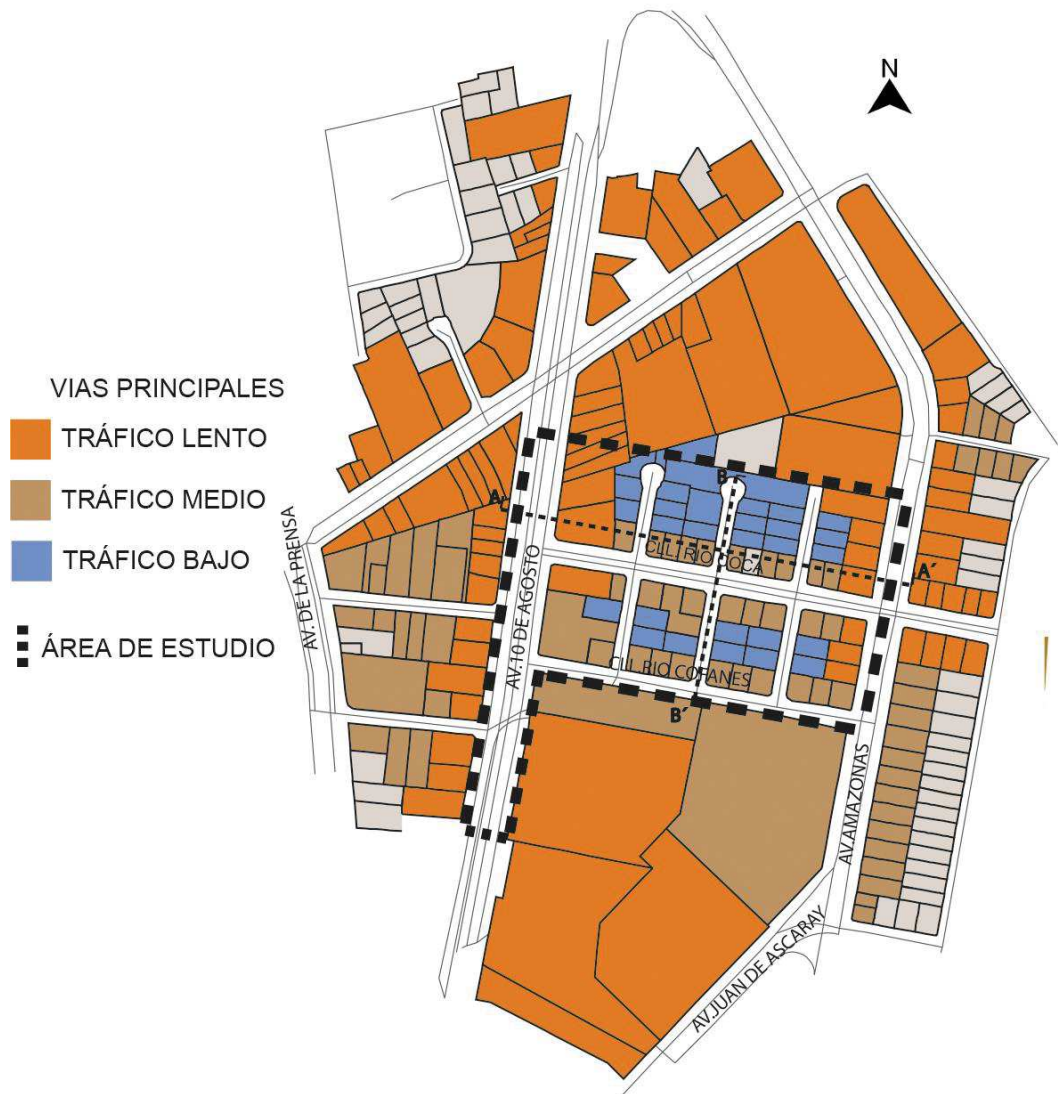 N
VIAS PRINCIPALES
TRÁFICO LENTO
TRÁFICO MEDIO
TRÁFICO BAJO
ÁREA DE ESTUDIO
AV. DE LA PRENSA
AV.10 DE AGOSTO
A
B
CLL. RIO COCA
A´
CLL.RIO COFANES
B´
AV.AMAZONAS
AV.JUAN DE ASCARAY